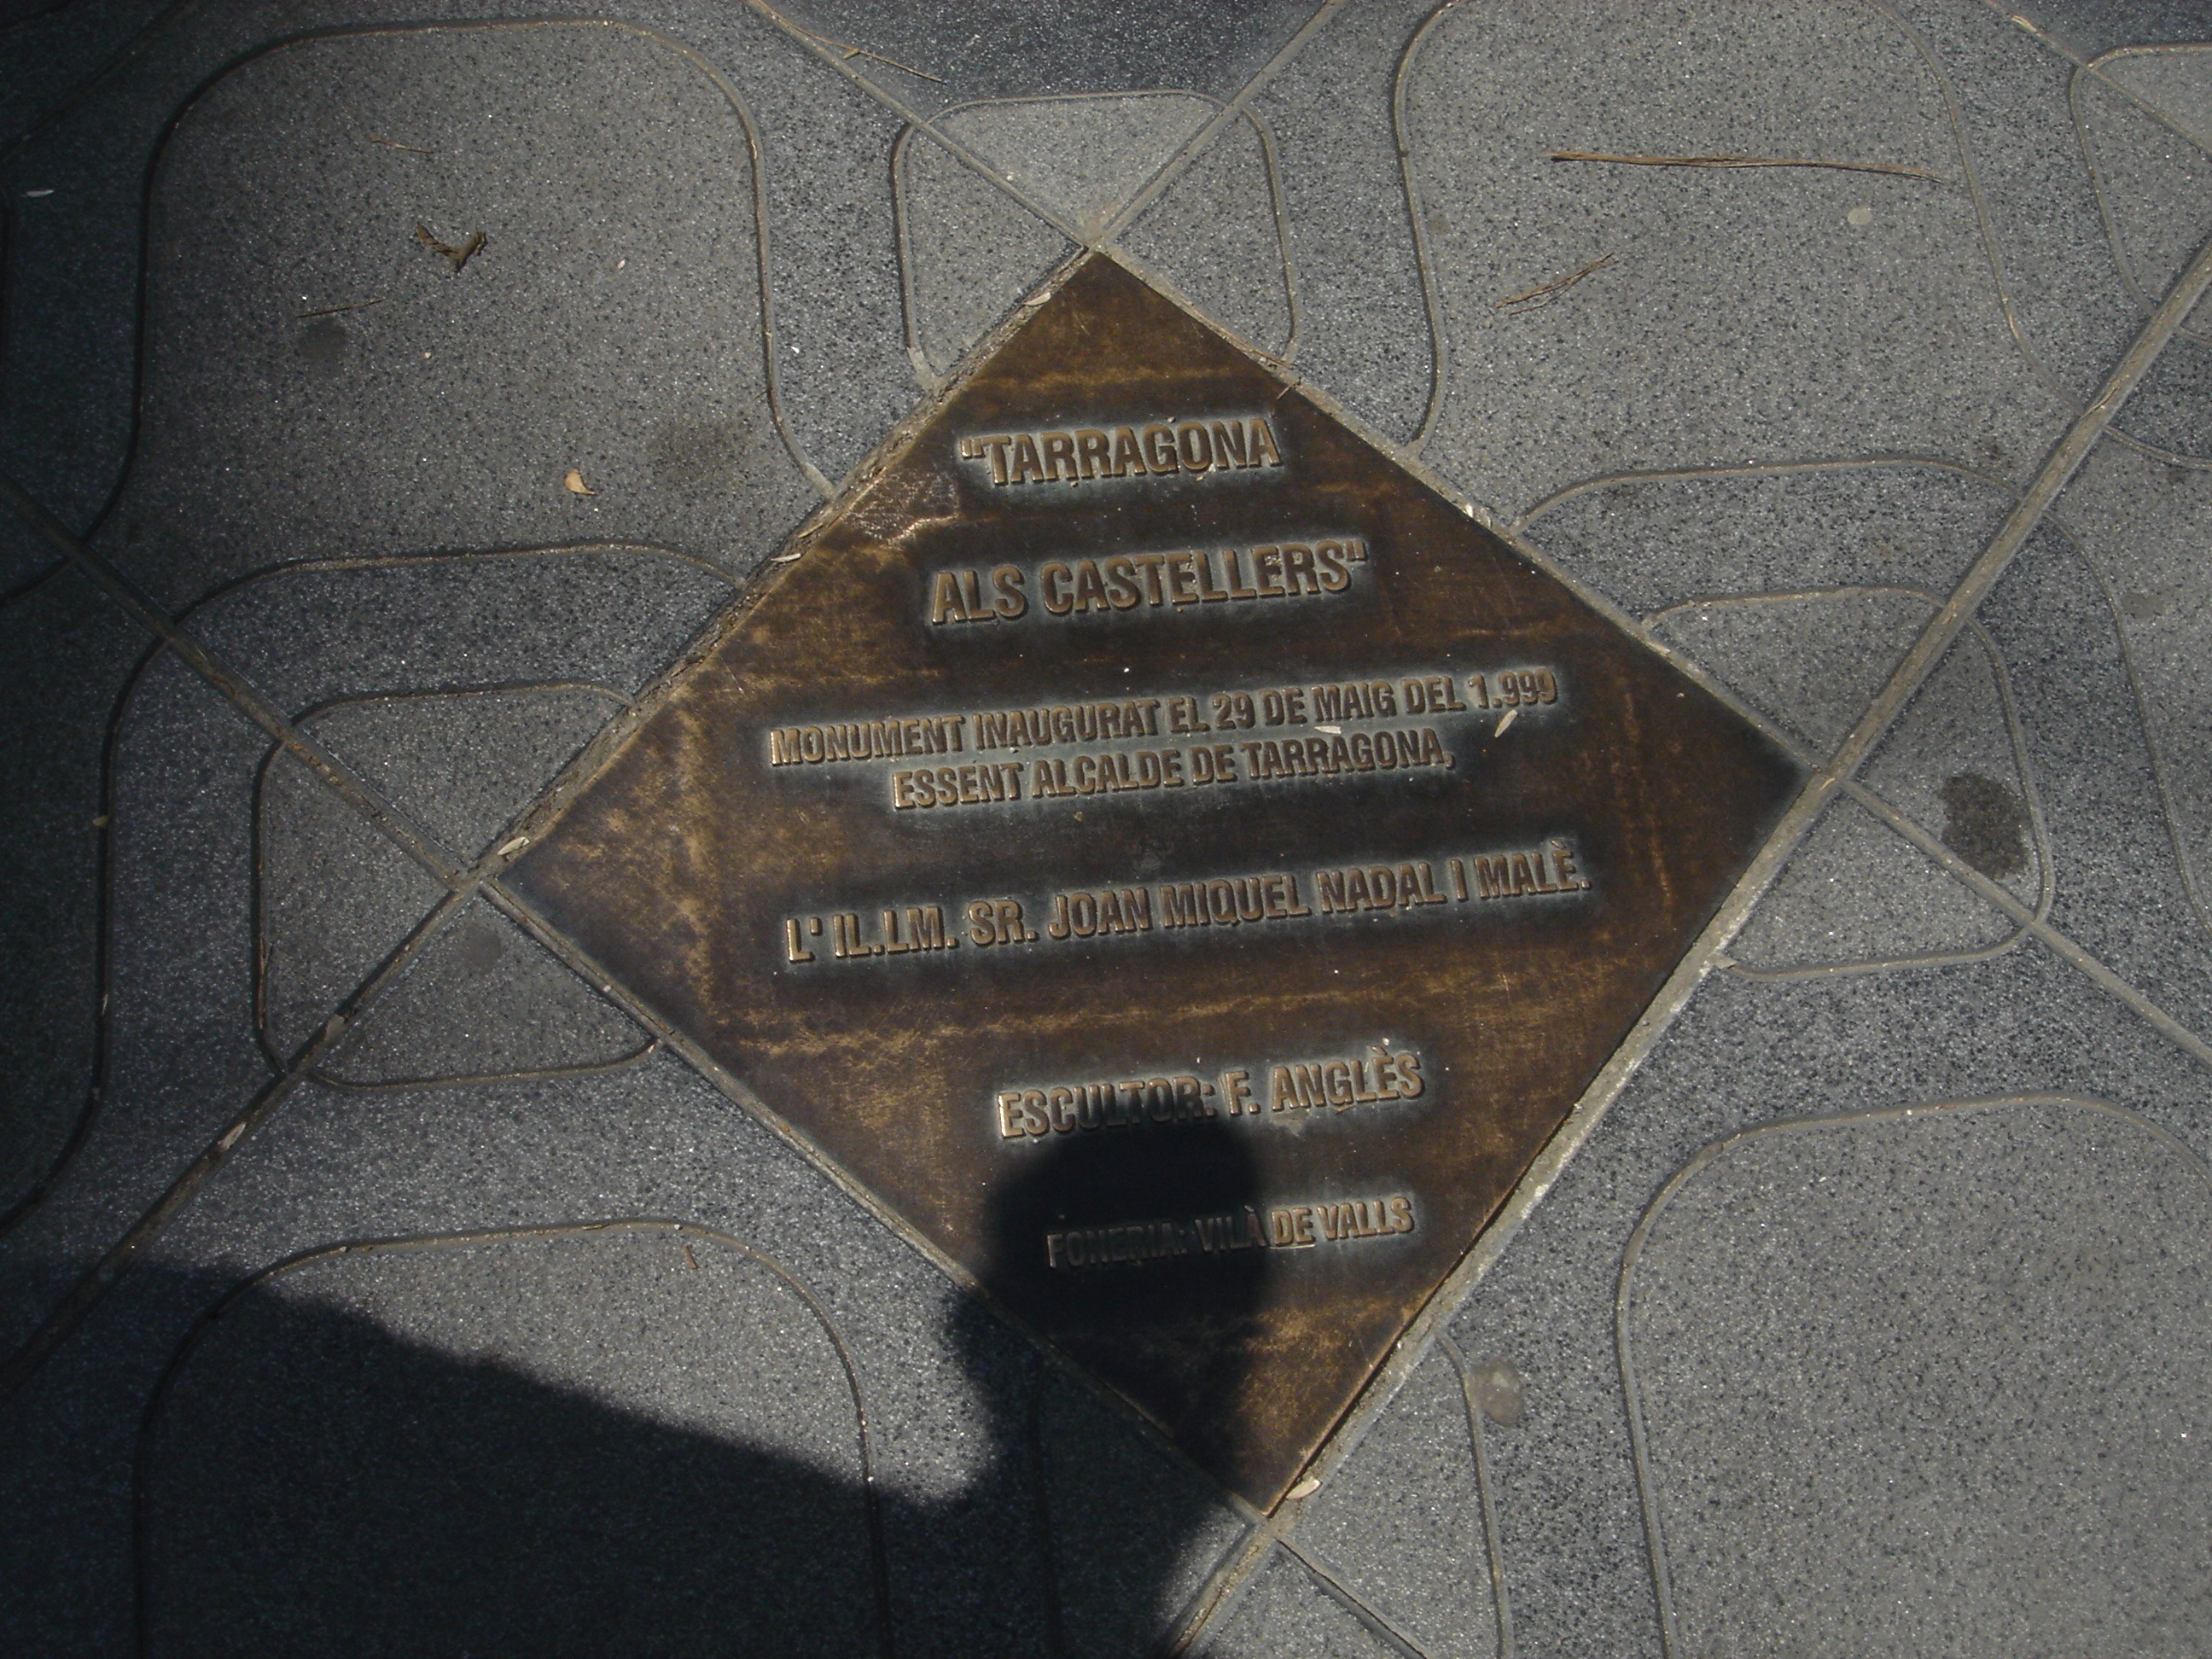 "TARRAGONA
ALS CASTELLERS"
MONUMENT INAUGURAT EL 29 DE MAIG DEL 1.999
ESSENT ALCALDE DE TARRAGONA,
L' IL.LM. SR. JOAN MIQUEL NADAL I MALÈ.
ESCULTOR: F. ANGLÈS
FONERIA: VILÀ DE VALLS